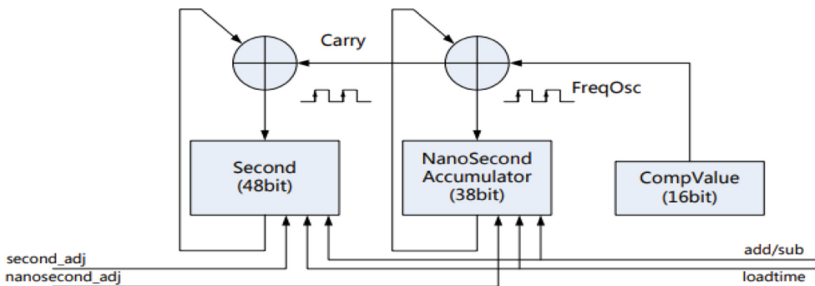 Carry
FreqOsc
Second
(48bit)
NanoSecond
Accumulator
(38bit)
CompValue
(16bit)
second_adj
add/sub
nanosecond_adj
loadtime